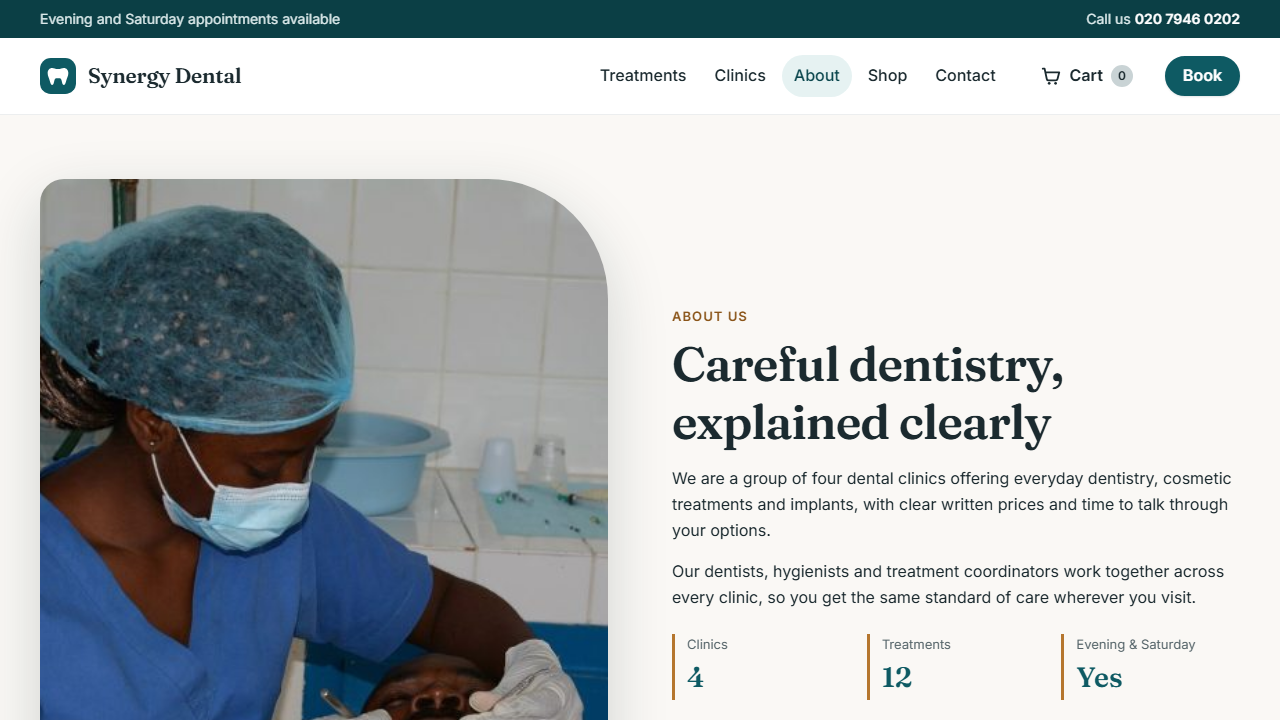 Evening and Saturday appointments available
Call us 020 7946 0202
Synergy Dental
Treatments
Clinics
About
Shop
Contact
Cart 0
Book
ABOUT US
Careful dentistry,
explained clearly
We are a group of four dental clinics offering everyday dentistry, cosmetic
treatments and implants, with clear written prices and time to talk through
your options.
Our dentists, hygienists and treatment coordinators work together across
every clinic, so you get the same standard of care wherever you visit.
Clinics
4
Treatments
12
Evening & Saturday
Yes